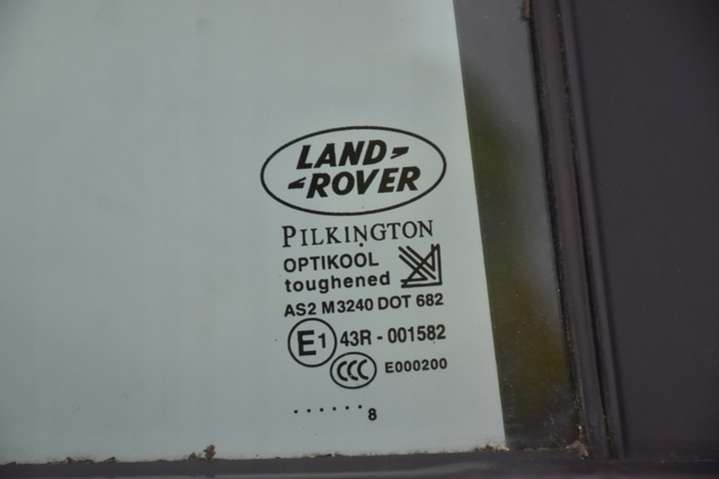 LAND
ROVER
PILKINGTON
OPTIKOOL
toughened
AS2 M3240 DOT 682
E1 43R - 001582
CCC E000200
......8